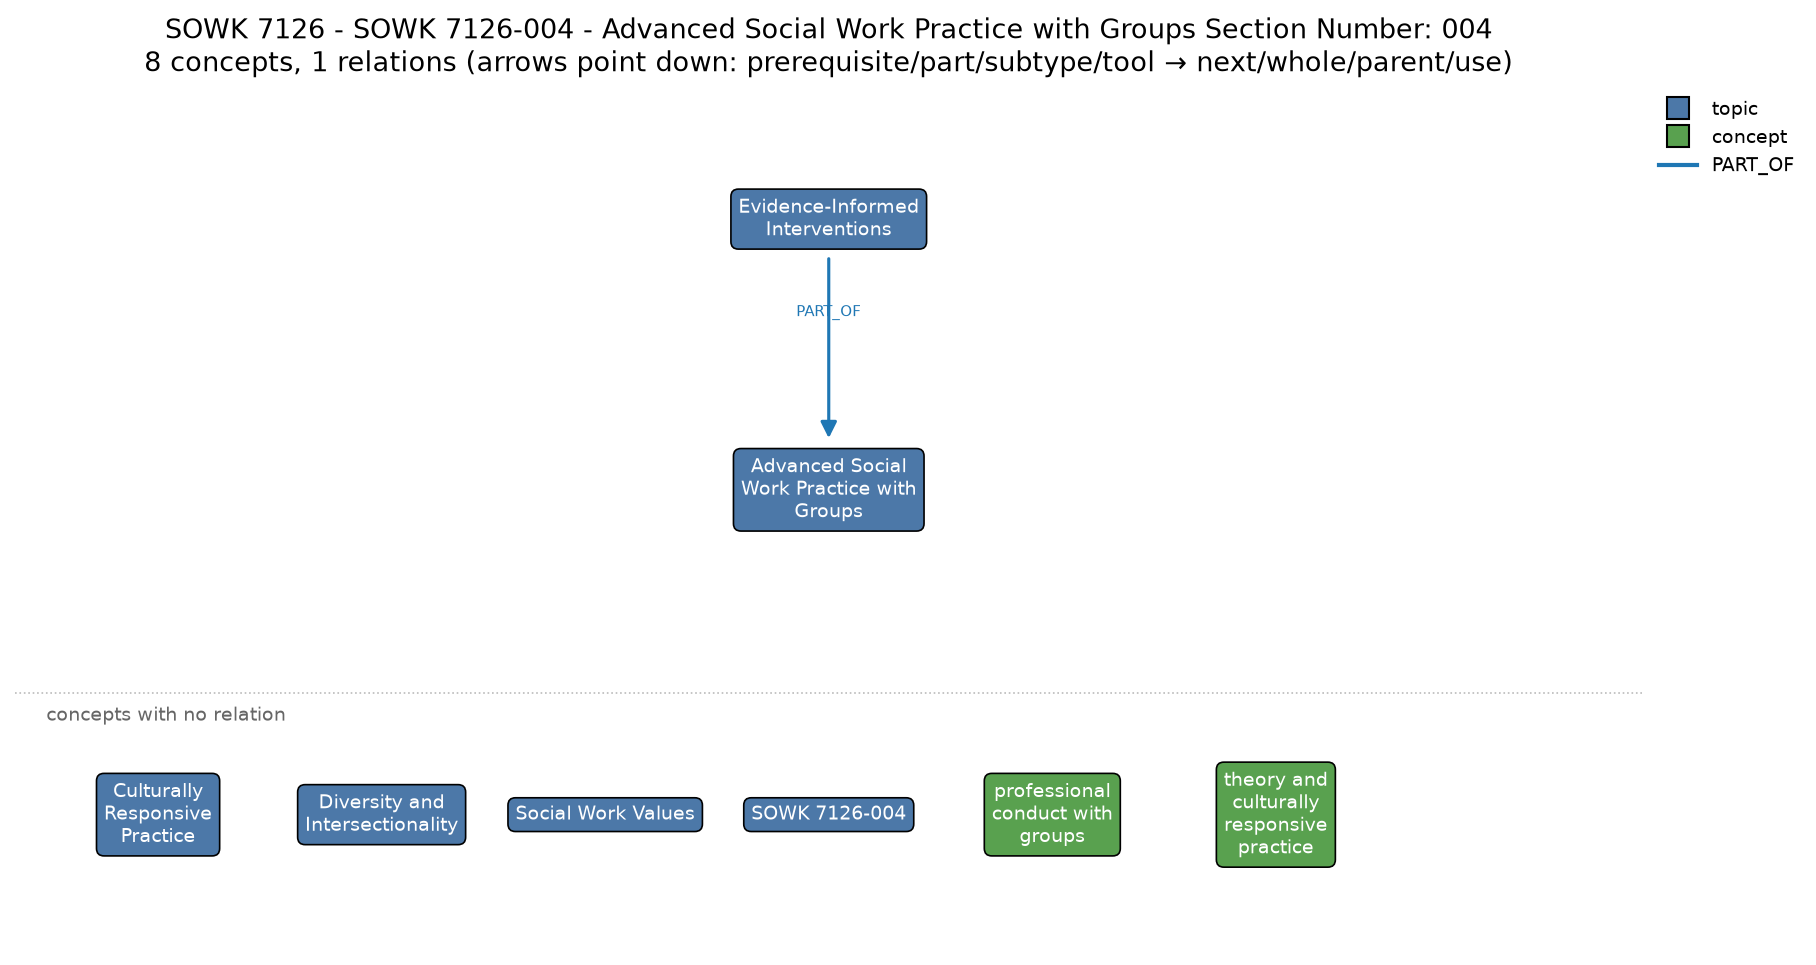 SOWK 7126 - SOWK 7126-004 - Advanced Social Work Practice with Groups Section Number: 004
8 concepts, 1 relations (arrows point down: prerequisite/part/subtype/tool → next/whole/parent/use)
topic
concept
PART_OF
Evidence-Informed
Interventions
PART_OF
Advanced Social
Work Practice with
Groups
concepts with no relation
Culturally
Responsive
Practice
Diversity and
Intersectionality
Social Work Values
SOWK 7126-004
professional
conduct with
groups
theory and
culturally
responsive
practice